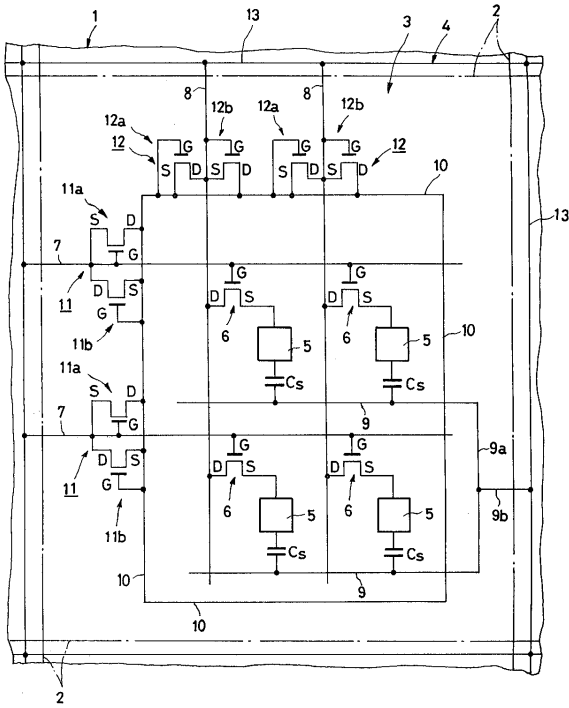 1 13 4 2
3
8 8
12a 12b 12a 12b
12 12
G G G G
S D S D S D S D
10
11a
S D
13
7 G
11 D S G G
G D S D S
11b 6 6 10
5 5
11a
S D Cs Cs
7 G 9
9a
D S G G
11 G D S D S
9b
11b 6 6
5 5
Cs Cs
10 9
10
2